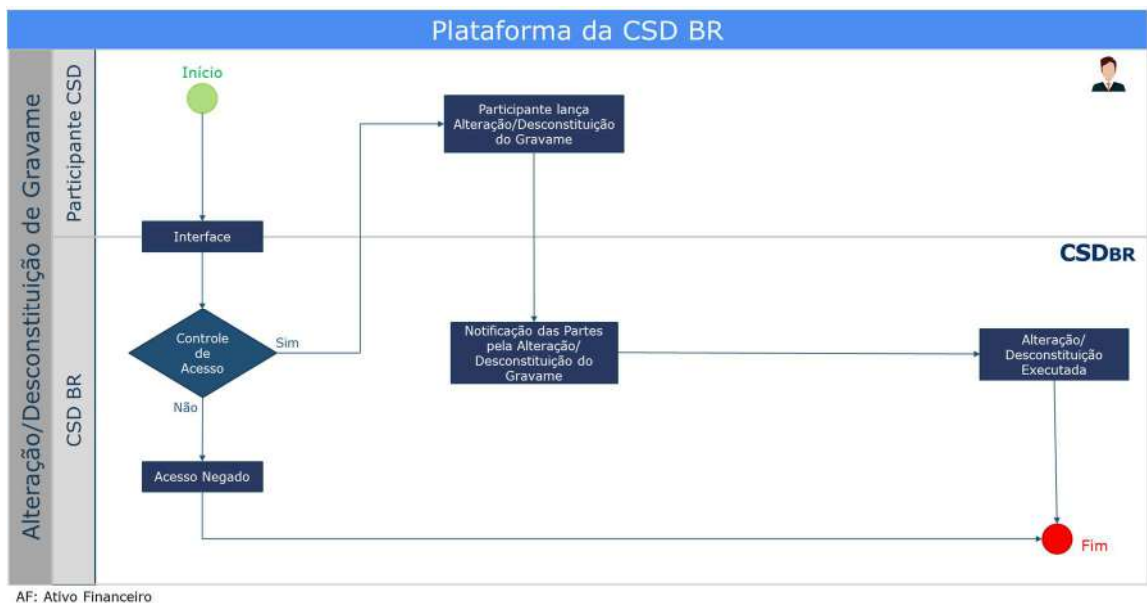 Plataforma da CSD BR
Alteração/Desconstituição de Gravame
Participante CSD
Início
Participante lança
Alteração/Desconstituição
do Gravame
Interface
CSD BR
CSDBR
Controle
de
Acesso
Sim
Não
Notificação das Partes
pela Alteração/
Desconstituição do
Gravame
Alteração/
Desconstituição
Executada
Acesso Negado
Fim
AF: Ativo Financeiro